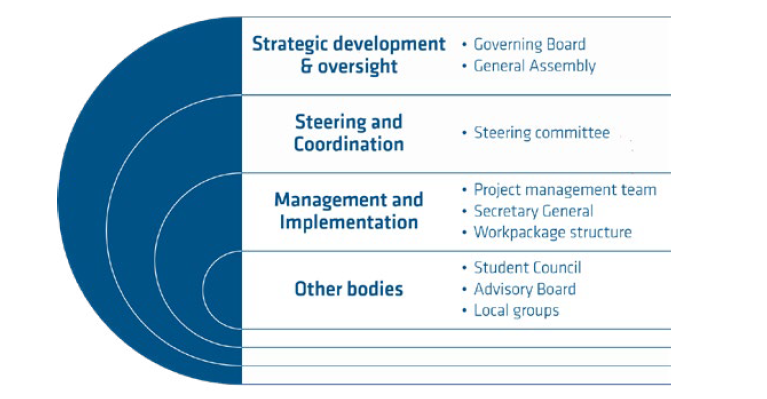 Strategic development
& oversight
• Governing Board
• General Assembly
Steering and
Coordination
• Steering committee
Management and
Implementation
• Project management team
• Secretary General
• Workpackage structure
Other bodies
• Student Council
• Advisory Board
• Local groups